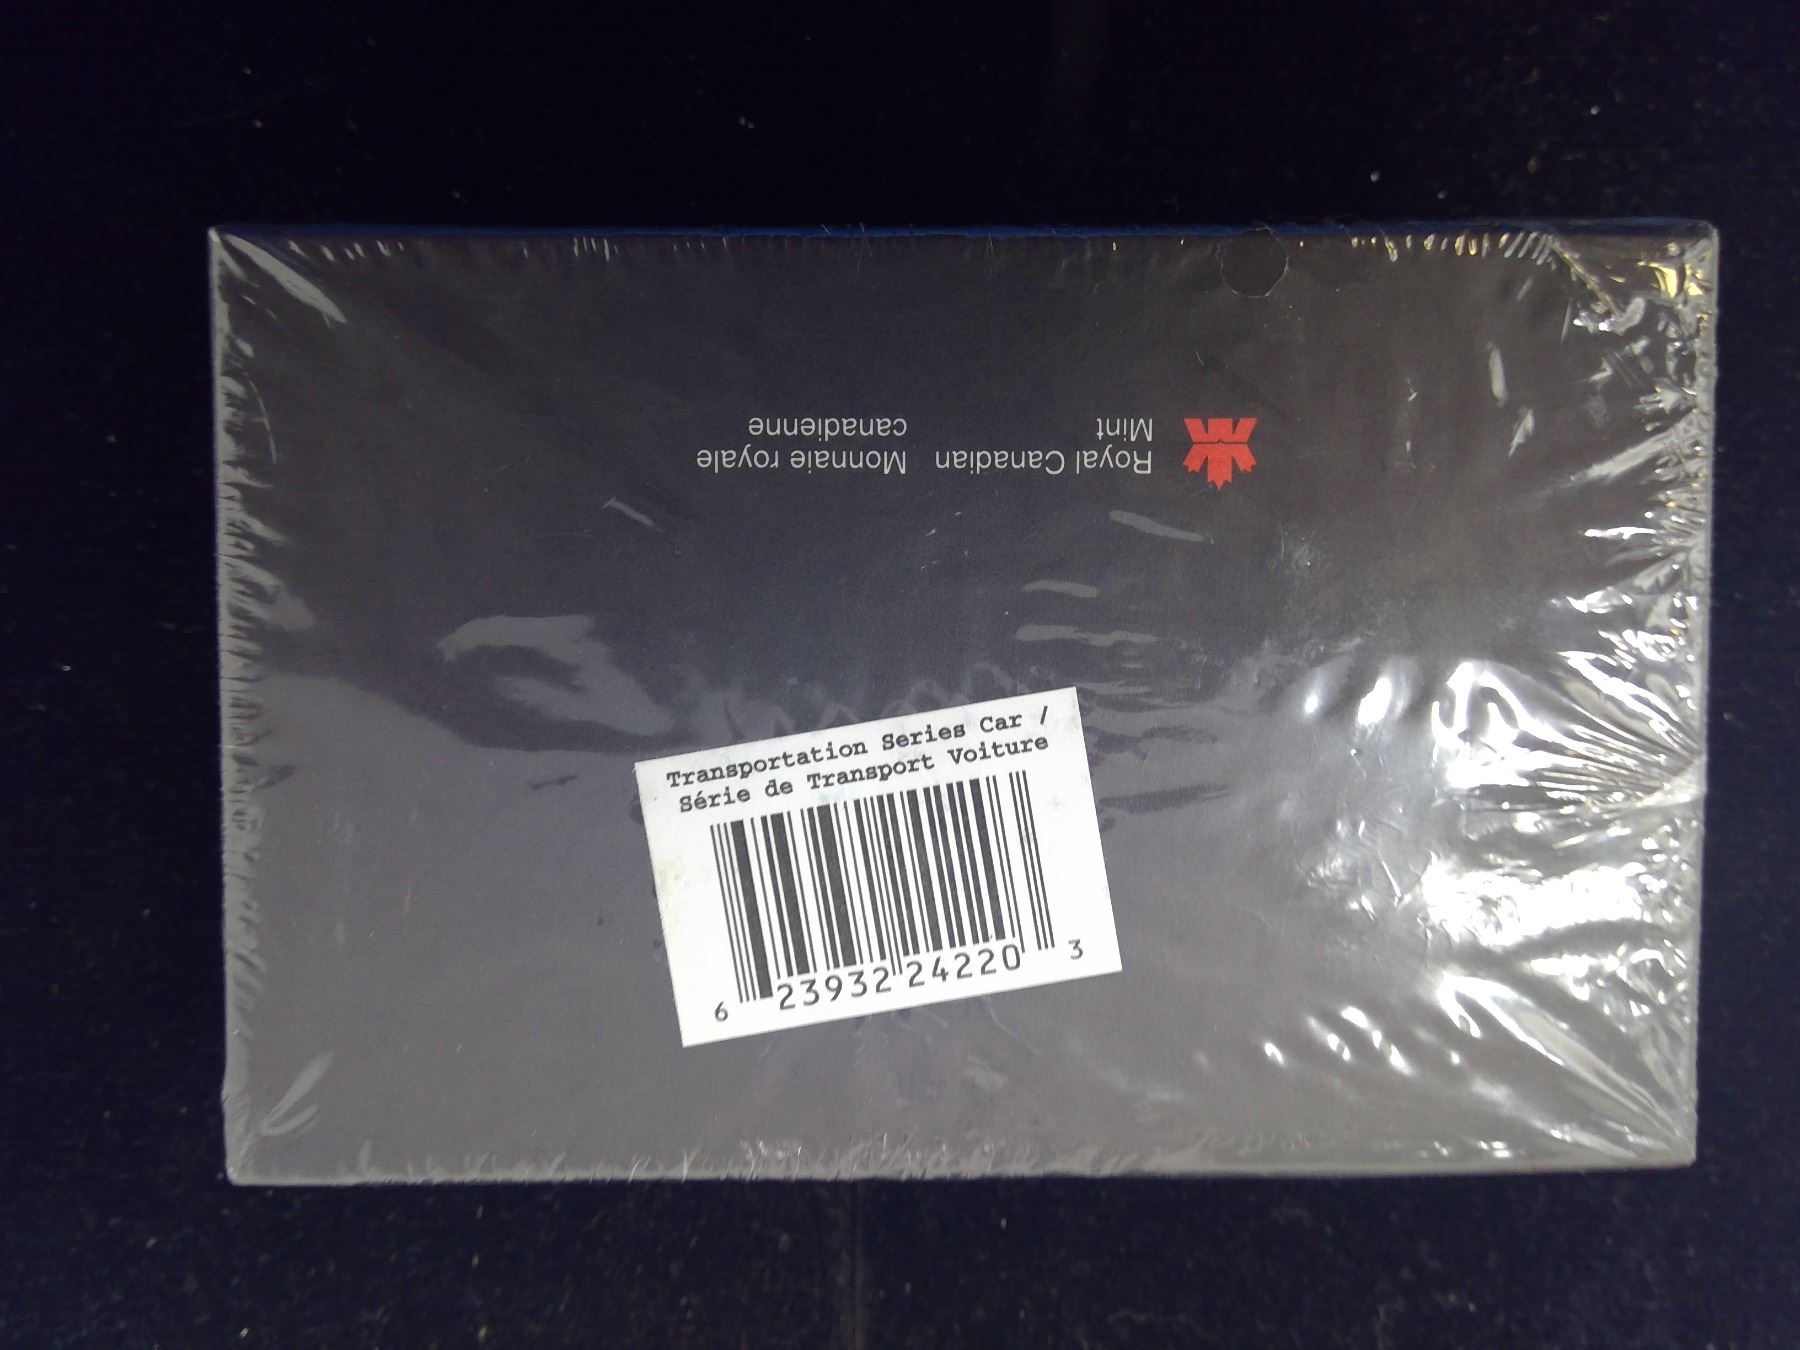 Royal Canadian
Mint
Monnaie royale
canadienne
Transportation Series Car /
Série de Transport Voiture
6 23932 24220 3